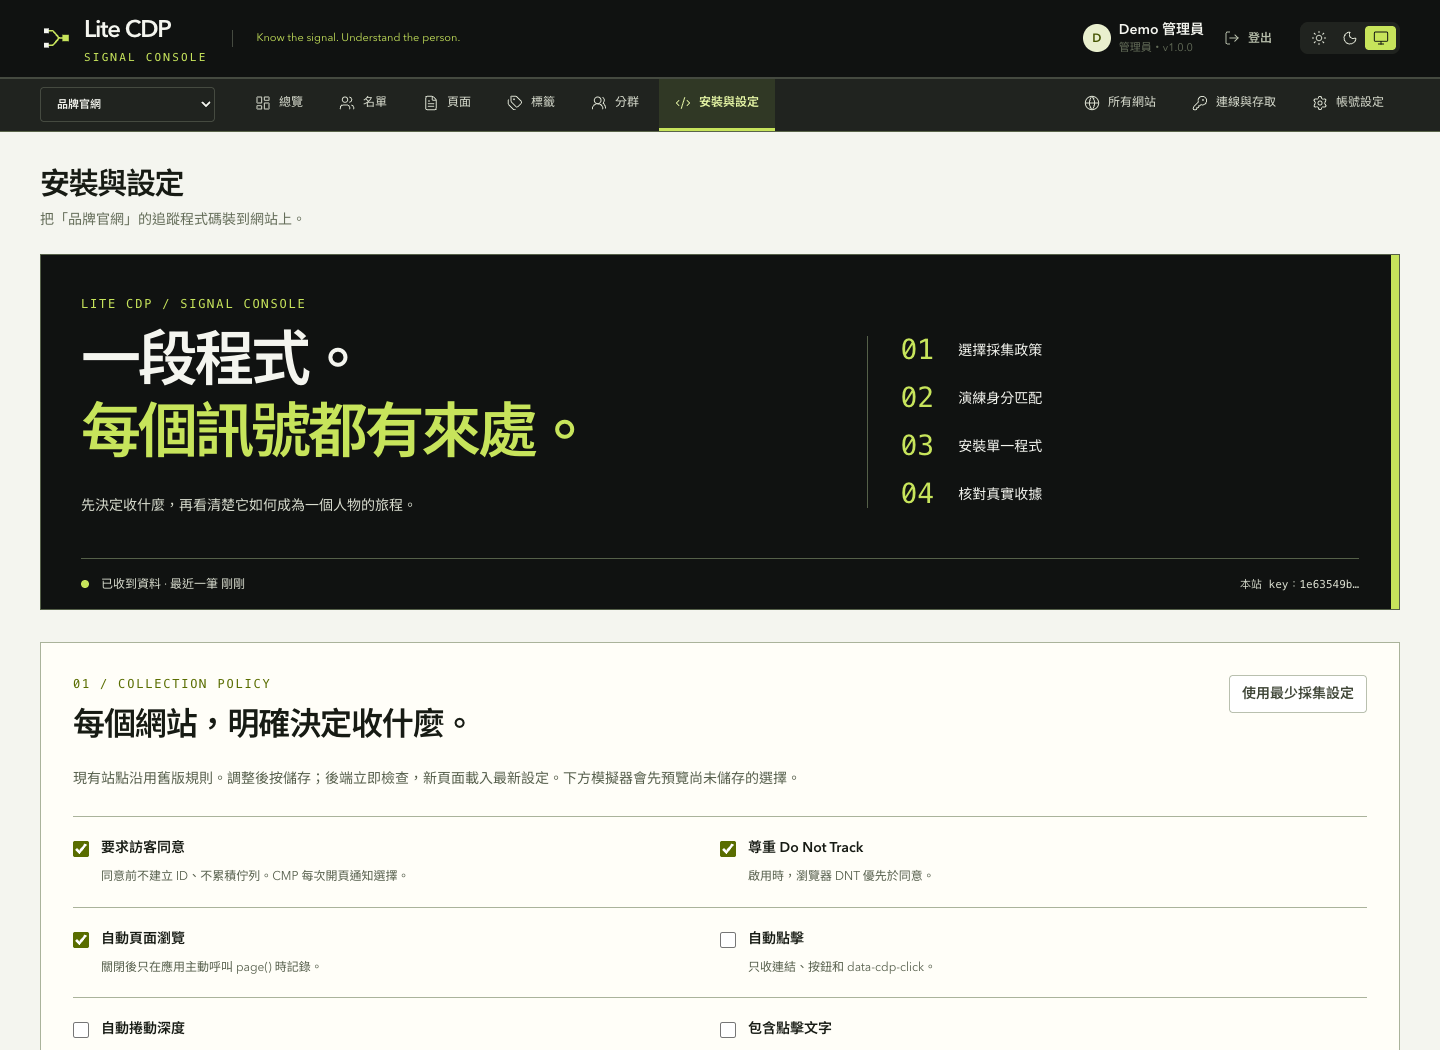 Lite CDP
SIGNAL CONSOLE
Know the signal. Understand the person.
D
Demo 管理員
管理員・v1.0.0
登出
品牌官網
總覽
名單
頁面
標籤
分群
安裝與設定
所有網站
連線與存取
帳號設定
安裝與設定
把「品牌官網」的追蹤程式碼裝到網站上。
LITE CDP / SIGNAL CONSOLE
一段程式。
每個訊號都有來處。
先決定收什麼，再看清楚它如何成為一個人物的旅程。
01 選擇採集政策
02 演練身分匹配
03 安裝單一程式
04 核對真實收據
已收到資料 · 最近一筆 剛剛
本站 key：1e63549b…
01 / COLLECTION POLICY
每個網站，明確決定收什麼。
使用最少採集設定
現有站點沿用舊版規則。調整後按儲存；後端立即檢查，新頁面載入最新設定。下方模擬器會先預覽尚未儲存的選擇。
要求訪客同意
同意前不建立 ID、不累積佇列。CMP 每次開頁通知選擇。
尊重 Do Not Track
啟用時，瀏覽器 DNT 優先於同意。
自動頁面瀏覽
關閉後只在應用主動呼叫 page() 時記錄。
自動點擊
只收連結、按鈕和 data-cdp-click。
自動捲動深度
包含點擊文字